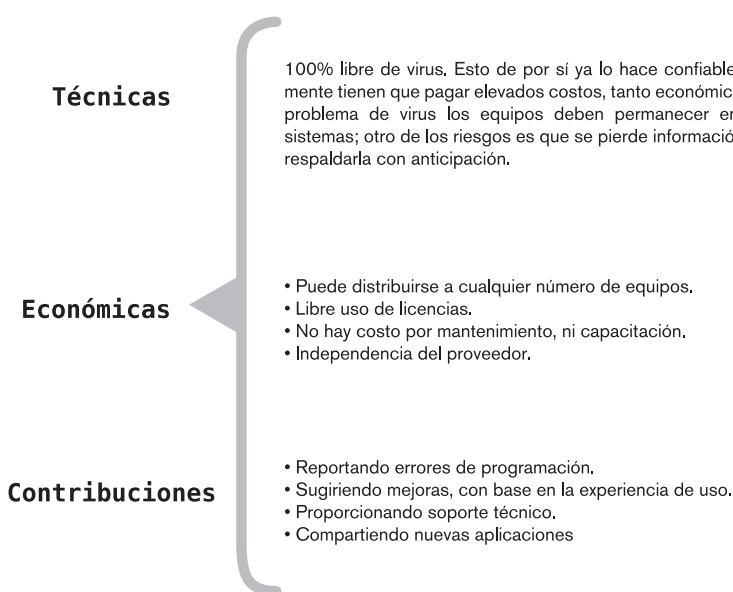 Técnicas
100% libre de virus. Esto de por sí ya lo hace confiable
mente tienen que pagar elevados costos, tanto económic
problema de virus los equipos deben permanecer en
sistemas; otro de los riesgos es que se pierde informació
respaldarla con anticipación.
Económicas
• Puede distribuirse a cualquier número de equipos.
• Libre uso de licencias.
• No hay costo por mantenimiento, ni capacitación.
• Independencia del proveedor.
Contribuciones
• Reportando errores de programación.
• Sugiriendo mejoras, con base en la experiencia de uso.
• Proporcionando soporte técnico.
• Compartiendo nuevas aplicaciones